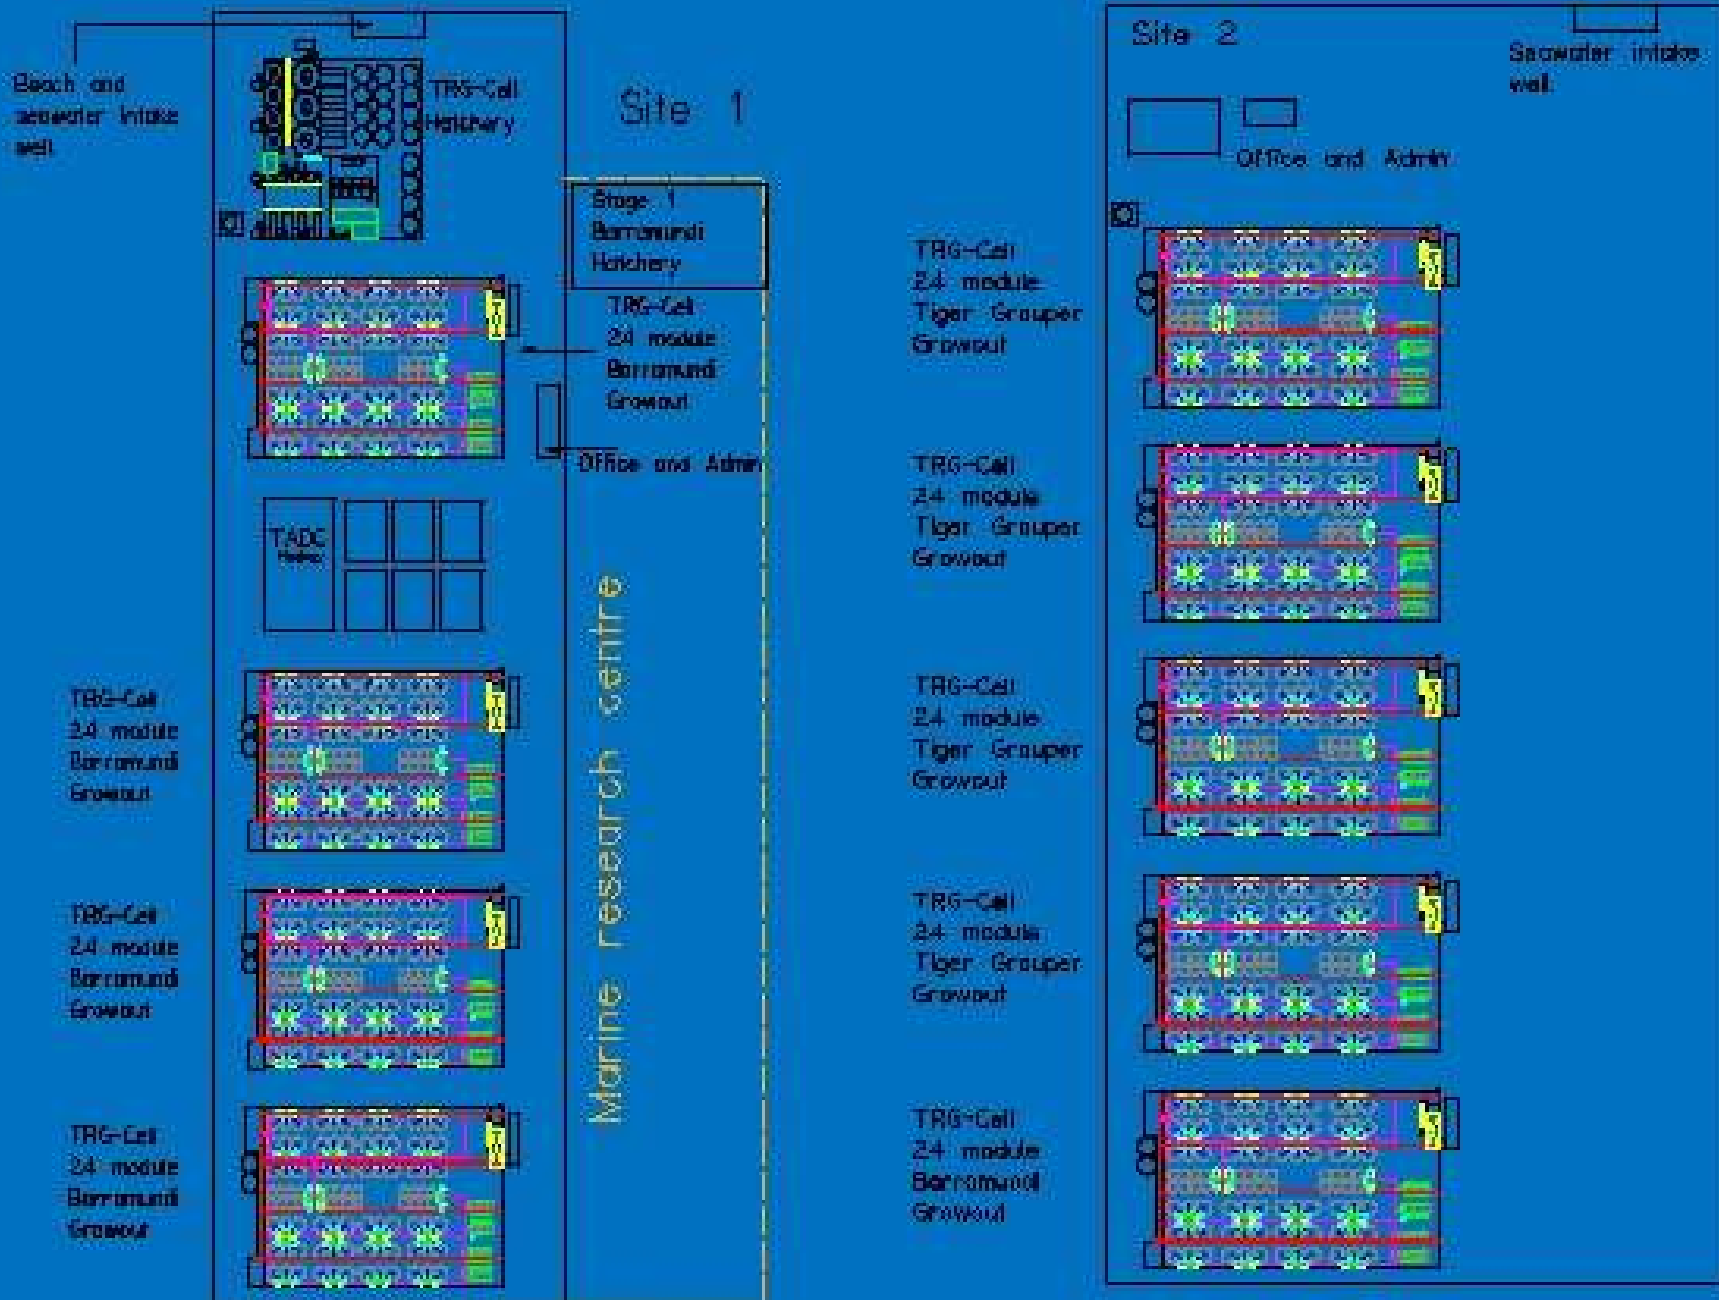 Beach and
seawater intake
well
TRG-Cell
Hatchery
Site 1
Stage 1
Barramundi
Hatchery
TRG-Cell
24 module
Barramundi
Growout
Office and Admin
TADC
Marine research centre
TRG-Cell
24 module
Barramundi
Growout
TRG-Cell
24 module
Barramundi
Growout
TRG-Cell
24 module
Barramundi
Growout
Site 2
Seawater intake
well
Office and Admin
TRG-Cell
24 module
Tiger Grouper
Growout
TRG-Cell
24 module
Tiger Grouper
Growout
TRG-Cell
24 module
Tiger Grouper
Growout
TRG-Cell
24 module
Tiger Grouper
Growout
TRG-Cell
24 module
Barramundi
Growout